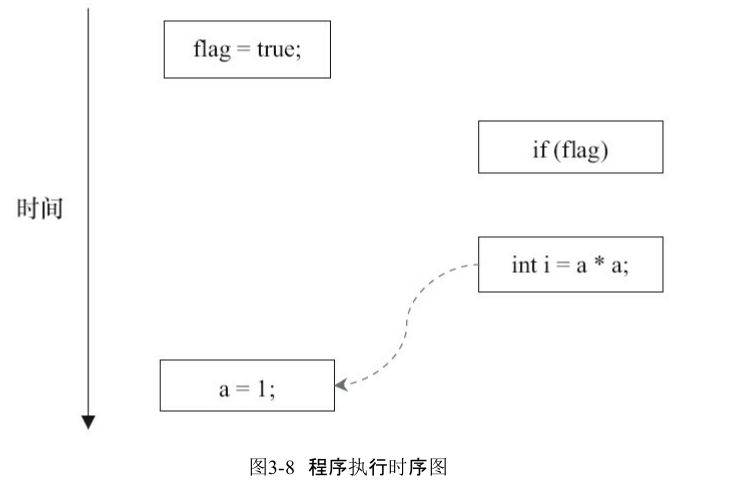 flag = true;
if (flag)
时间
int i = a * a;
a = 1;
图3-8 程序执行时序图